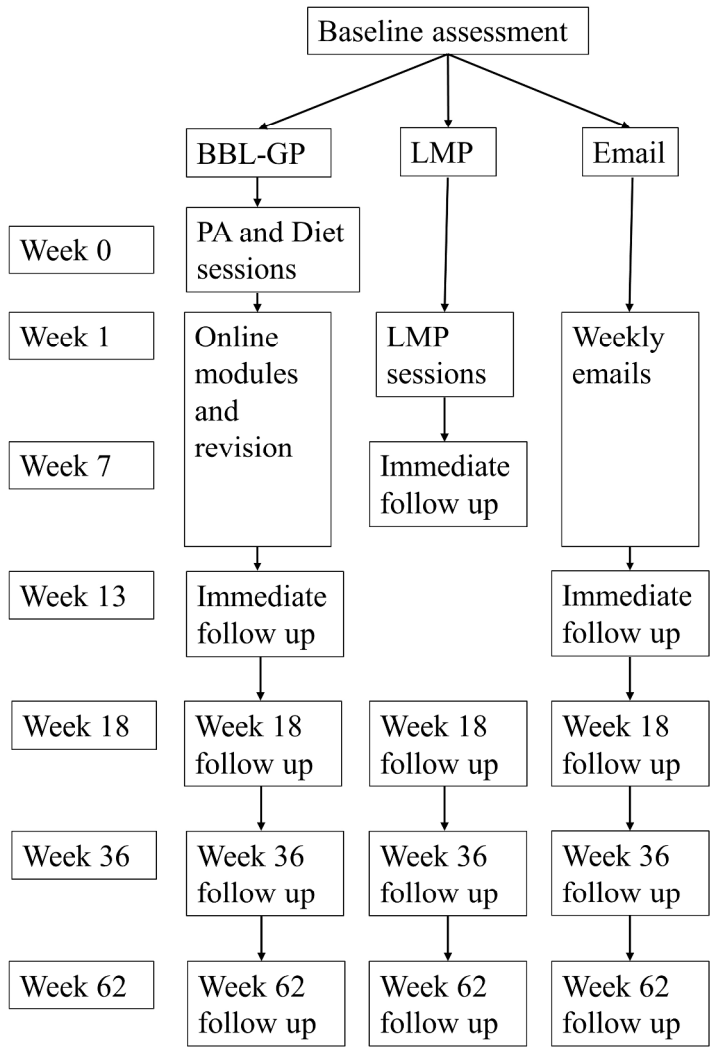 Baseline assessment
BBL-GP
LMP
Email
Week 0
PA and Diet
sessions
Week 1
Online
modules
and
revision
LMP
sessions
Weekly
emails
Week 7
Immediate
follow up
Week 13
Immediate
follow up
Immediate
follow up
Week 18
Week 18
follow up
Week 18
follow up
Week 18
follow up
Week 36
Week 36
follow up
Week 36
follow up
Week 36
follow up
Week 62
Week 62
follow up
Week 62
follow up
Week 62
follow up